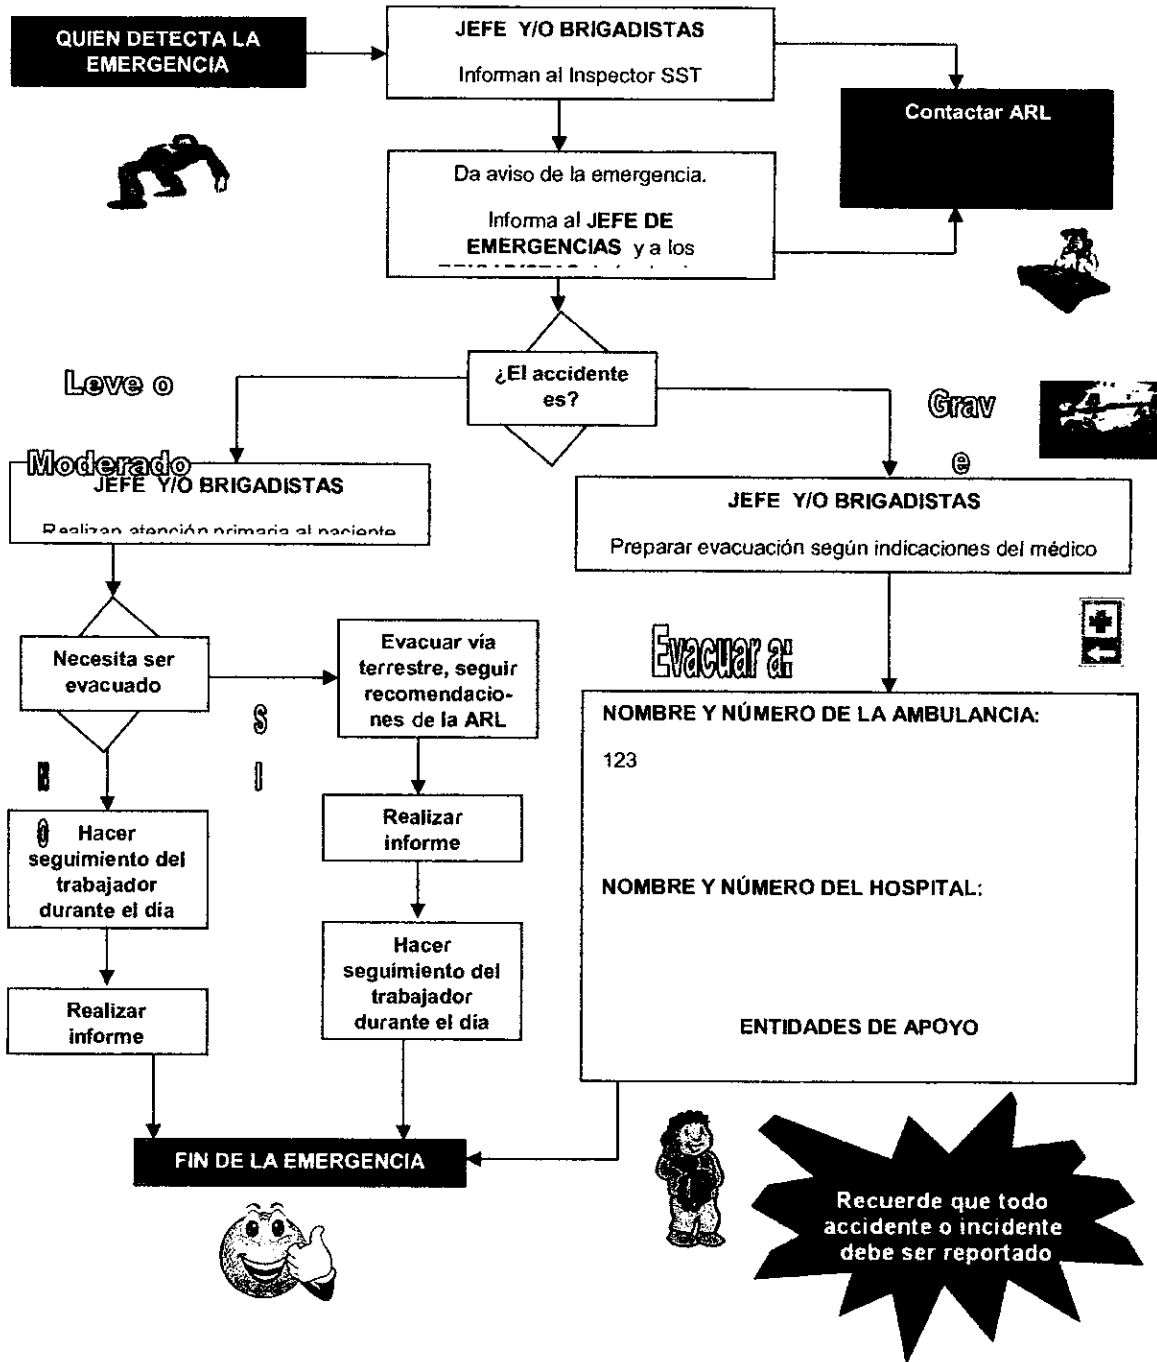 QUIEN DETECTA LA
EMERGENCIA
JEFE Y/O BRIGADISTAS
Informan al Inspector SST
Contactar ARL
Da aviso de la emergencia.
Informa al JEFE DE
EMERGENCIAS y a los
¿El accidente
es?
Leve o
Moderado
Grav
e
JEFE Y/O BRIGADISTAS
Realizan atención primaria al paciente
JEFE Y/O BRIGADISTAS
Preparar evacuación según indicaciones del médico
Necesita ser
evacuado
S
I
N
O
Evacuar vía
terrestre, seguir
recomendacio-
nes de la ARL
Evacuar a:
NOMBRE Y NÚMERO DE LA AMBULANCIA:
123
NOMBRE Y NÚMERO DEL HOSPITAL:
ENTIDADES DE APOYO
Realizar
informe
Hacer
seguimiento del
trabajador
durante el día
Hacer
seguimiento del
trabajador
durante el día
Realizar
informe
FIN DE LA EMERGENCIA
Recuerde que todo
accidente o incidente
debe ser reportado